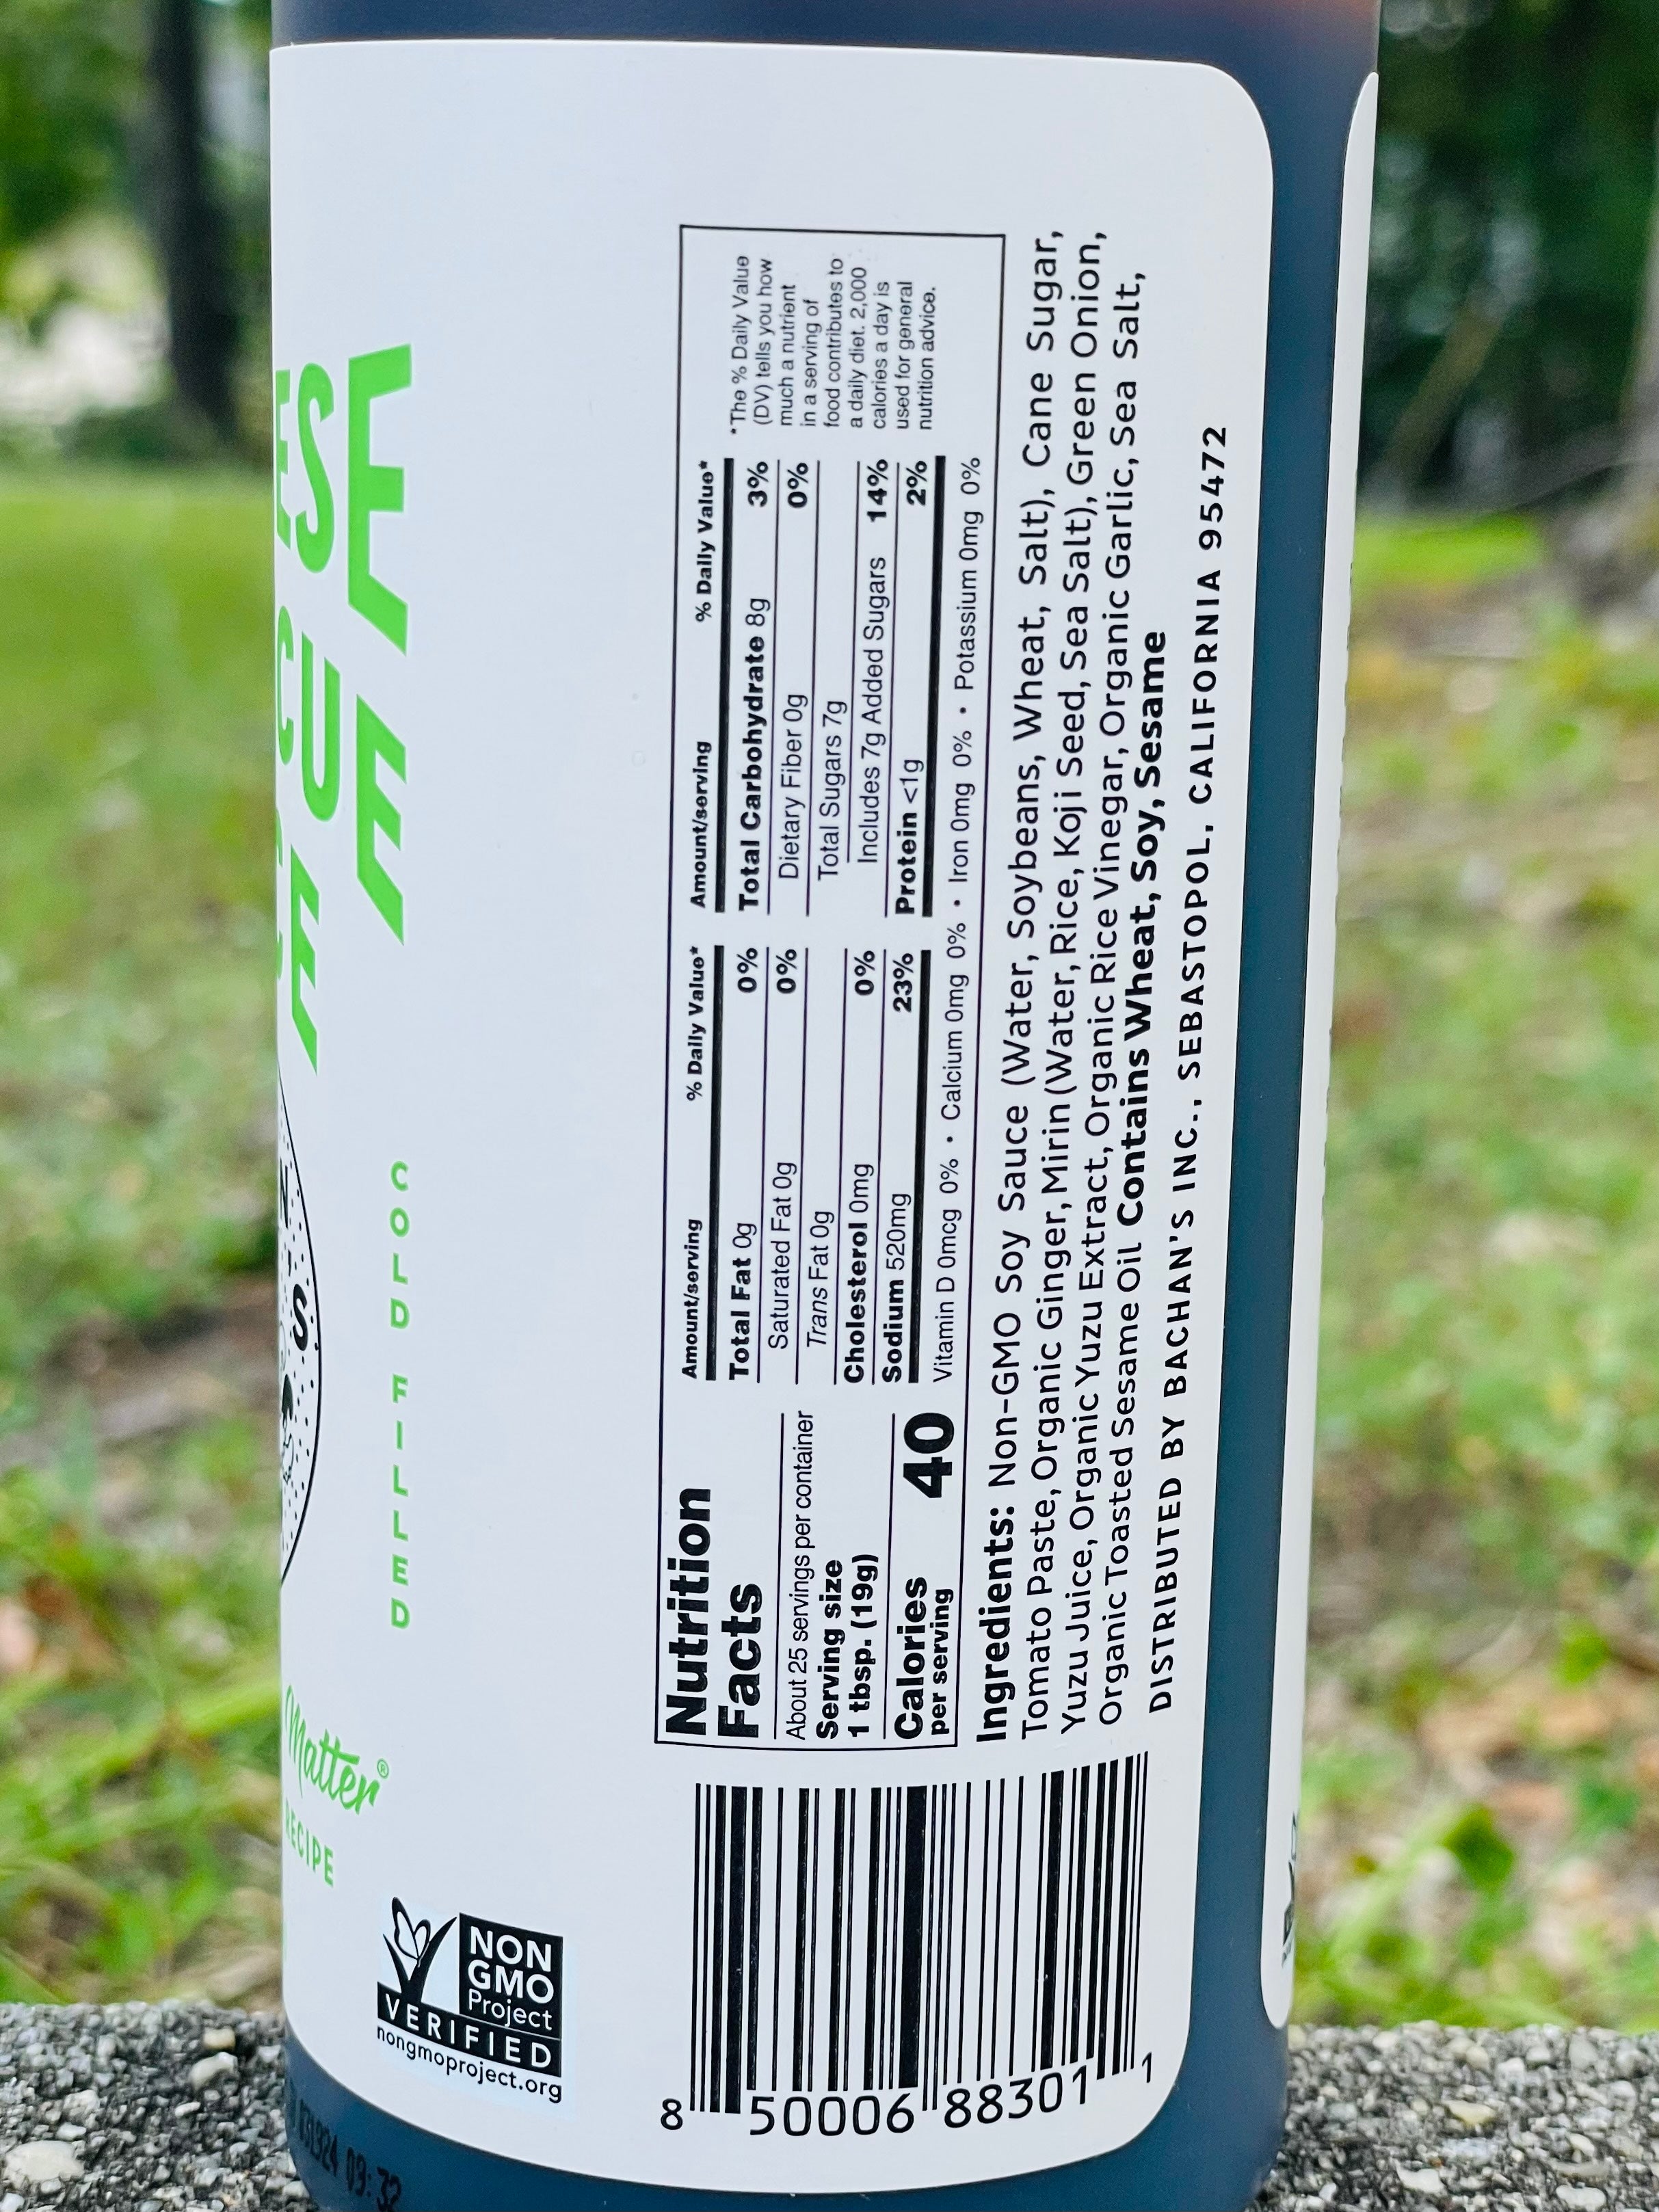 ESE
CUE
CE
N'S
COLD FILLED
Matter®
RECIPE
NON
GMO
Project
VERIFIED
nongmoproject.org
Nutrition
Facts
About 25 servings per container
Serving size
1 tbsp. (19g)
Calories 40
per serving
Amount/serving % Daily Value*
Total Fat 0g 0%
Saturated Fat 0g 0%
Trans Fat 0g
Cholesterol 0mg 0%
Sodium 520mg 23%
Amount/serving % Daily Value*
Total Carbohydrate 8g 3%
Dietary Fiber 0g 0%
Total Sugars 7g
Includes 7g Added Sugars 14%
Protein <1g 2%
Vitamin D 0mcg 0% • Calcium 0mg 0% • Iron 0mg 0% • Potassium 0mg 0%
*The % Daily Value
(DV) tells you how
much a nutrient
in a serving of
food contributes to
a daily diet. 2,000
calories a day is
used for general
nutrition advice.
Ingredients: Non-GMO Soy Sauce (Water, Soybeans, Wheat, Salt), Cane Sugar,
Tomato Paste, Organic Ginger, Mirin (Water, Rice, Koji Seed, Sea Salt), Green Onion,
Yuzu Juice, Organic Yuzu Extract, Organic Rice Vinegar, Organic Garlic, Sea Salt,
Organic Toasted Sesame Oil Contains Wheat, Soy, Sesame
DISTRIBUTED BY BACHAN'S INC., SEBASTOPOL, CALIFORNIA 95472
8 50006 88301 1
09:32